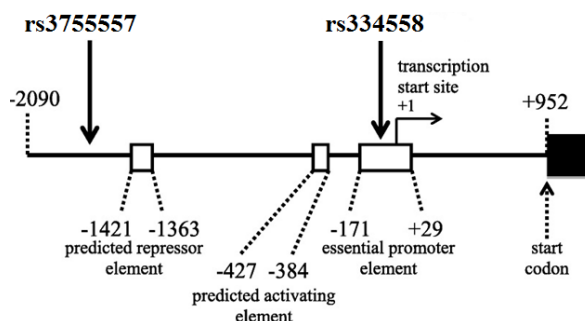 rs3755557
rs334558
transcription
start site
+1
-2090
+952
-1421
-1363
predicted repressor
element
-427
-384
predicted activating
element
-171
+29
essential promoter
element
start
codon